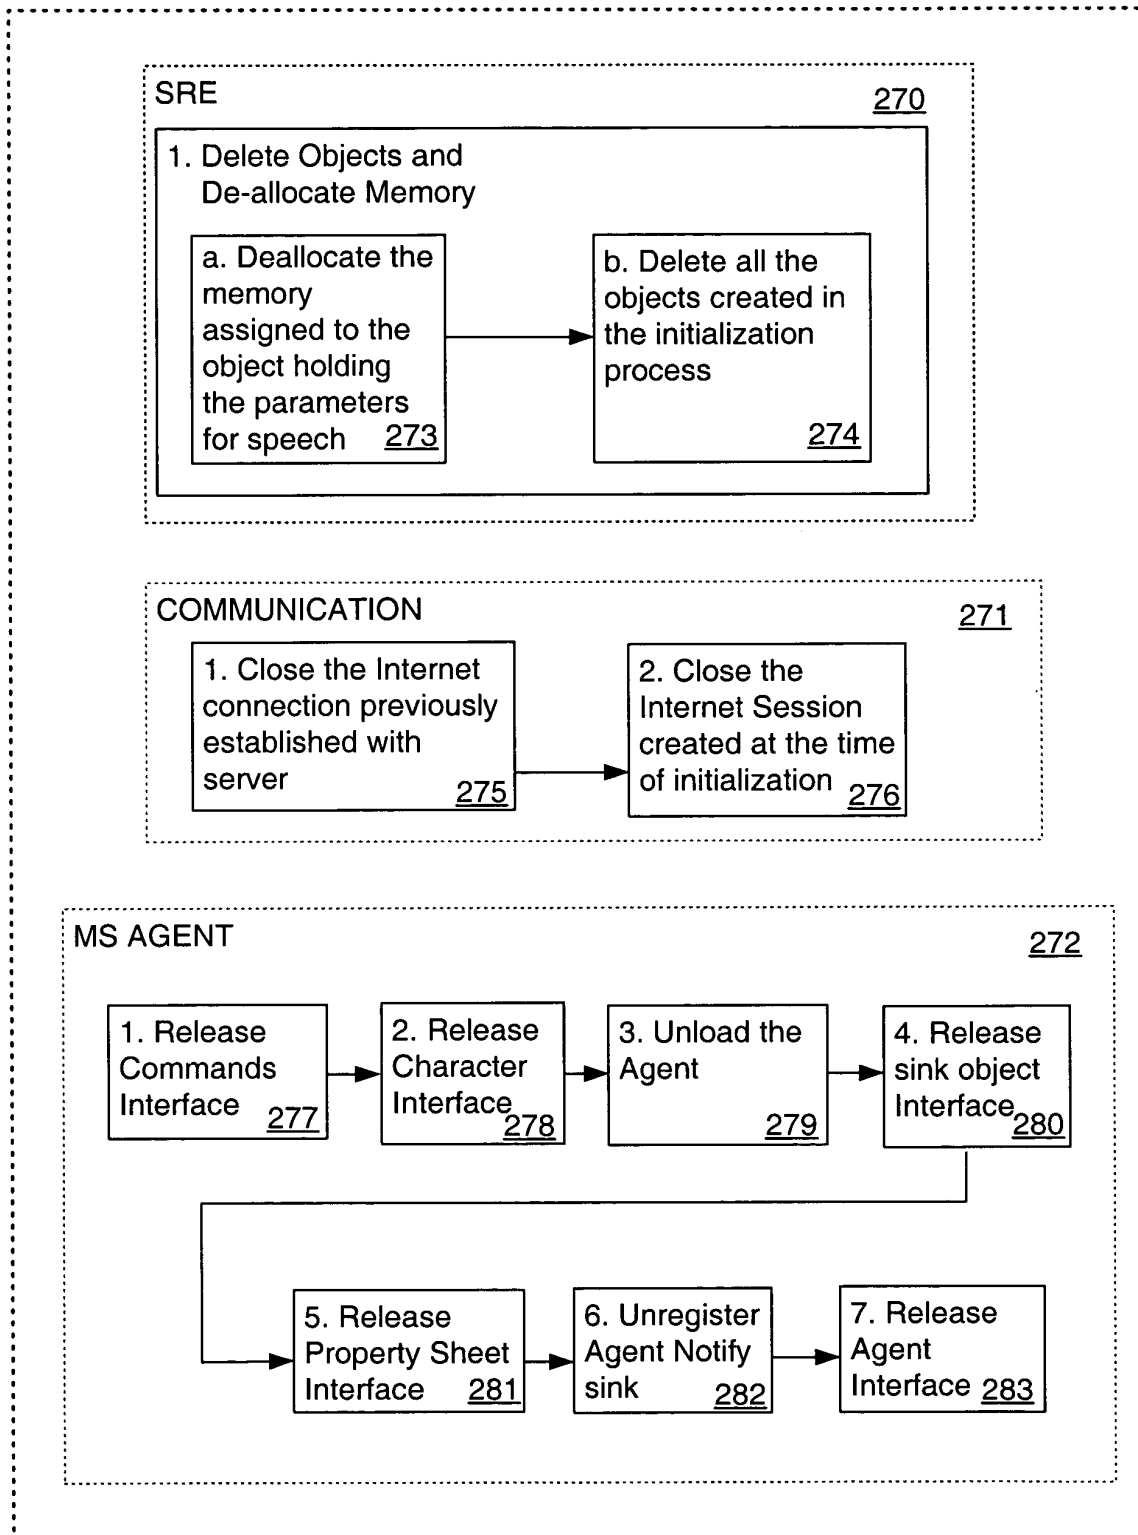 SRE
270
1. Delete Objects and
De-allocate Memory
a. Deallocate the
memory
assigned to the
object holding
the parameters
for speech 273
b. Delete all the
objects created in
the initialization
process
274
COMMUNICATION
271
1. Close the Internet
connection previously
established with
server
275
2. Close the
Internet Session
created at the time
of initialization 276
MS AGENT
272
1. Release
Commands
Interface 277
2. Release
Character
Interface 278
3. Unload the
Agent
279
4. Release
sink object
Interface 280
5. Release
Property Sheet
Interface 281
6. Unregister
Agent Notify
sink 282
7. Release
Agent
Interface 283